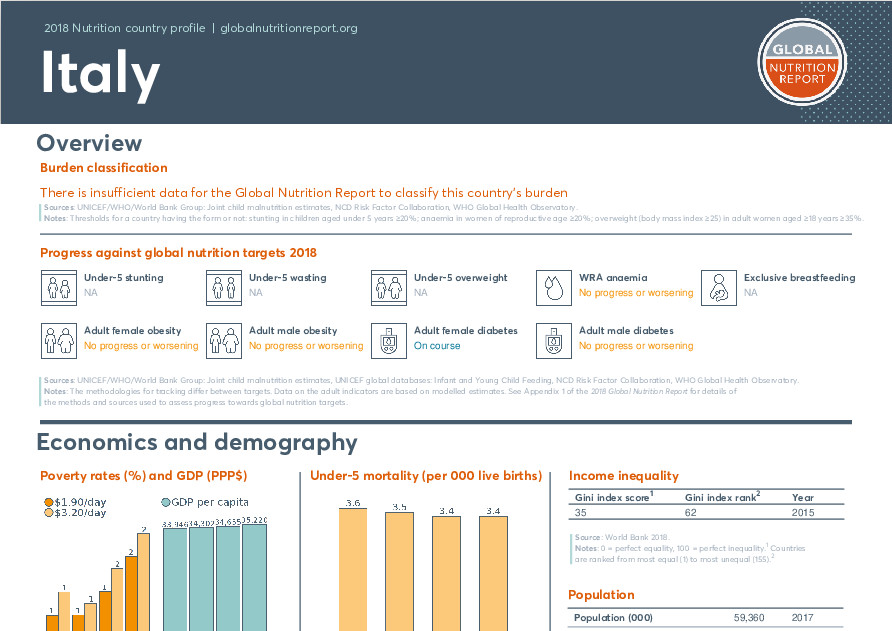 2018 Nutrition country profile | globalnutritionreport.org
Italy
GLOBAL
NUTRITION
REPORT
Overview
Burden classification
There is insufficient data for the Global Nutrition Report to classify this country's burden
Sources: UNICEF/WHO/World Bank Group: Joint child malnutrition estimates, NCD Risk Factor Collaboration, WHO Global Health Observatory.
Notes: Thresholds for a country having the form or not: stunting in children aged under 5 years ≥20%; anaemia in women of reproductive age ≥20%; overweight (body mass index ≥25) in adult women aged ≥18 years ≥35%.
Progress against global nutrition targets 2018
Under-5 stunting
NA
Under-5 wasting
NA
Under-5 overweight
NA
WRA anaemia
No progress or worsening
Exclusive breastfeeding
NA
Adult female obesity
No progress or worsening
Adult male obesity
No progress or worsening
Adult female diabetes
On course
Adult male diabetes
No progress or worsening
Sources: UNICEF/WHO/World Bank Group: Joint child malnutrition estimates, UNICEF global databases: Infant and Young Child Feeding, NCD Risk Factor Collaboration, WHO Global Health Observatory.
Notes: The methodologies for tracking differ between targets. Data on the adult indicators are based on modelled estimates. See Appendix 1 of the 2018 Global Nutrition Report for details of
the methods and sources used to assess progress towards global nutrition targets.
Economics and demography
Poverty rates (%) and GDP (PPP$)
$1.90/day
$3.20/day
GDP per capita
1 1 1 1 1 2 2 2
33,946 34,302 34,655 35,220
Under-5 mortality (per 000 live births)
3.6 3.5 3.4 3.4
Income inequality
Gini index score1 Gini index rank2 Year
35 62 2015
Source: World Bank 2018.
Notes: 0 = perfect equality, 100 = perfect inequality.1 Countries
are ranked from most equal (1) to most unequal (155).2
Population
Population (000) 59,360 2017